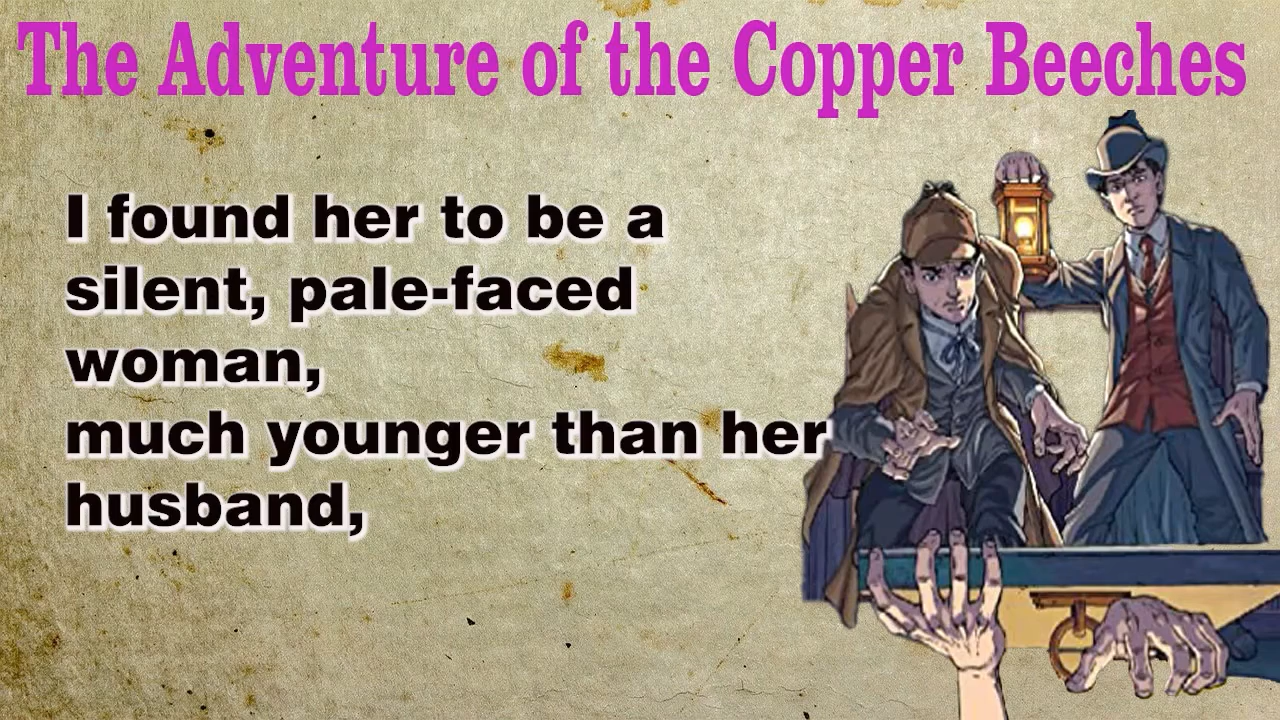 The Adventure of the Copper Beeches
I found her to be a
silent, pale-faced
woman,
much younger than her
husband,